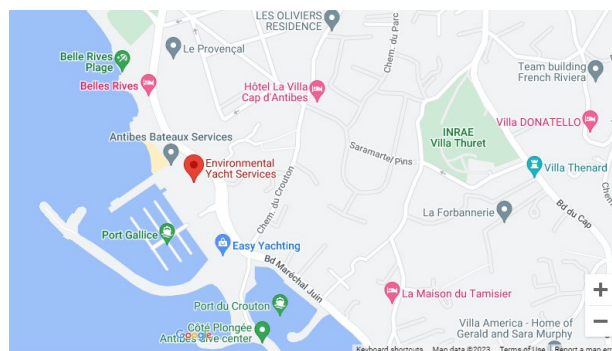 LES OLIVIERS
RESIDENCE
Chem. du Parc
Belle Rives
Plage
Le Provençal
Team building
French Riviera
Belles Rives
Hôtel La Villa
Cap d'Antibes
INRAE
Villa Thuret
Villa DONATELLO
Antibes Bateaux Services
Saramartel Pins
Environmental
Yacht Services
Villa Thenard
Chem. du Crouton
La Forbannerie
Bd du Cap
Port Gallice
Easy Yachting
Bd Maréchal Juin
La Maison du Tamisier
Port du Crouton
Côté Plongée
Antibes dive center
Google
Villa America - Home of
Gerald and Sara Murphy
Keyboard shortcuts
Map data ©2023
Terms of Use
Report a map err